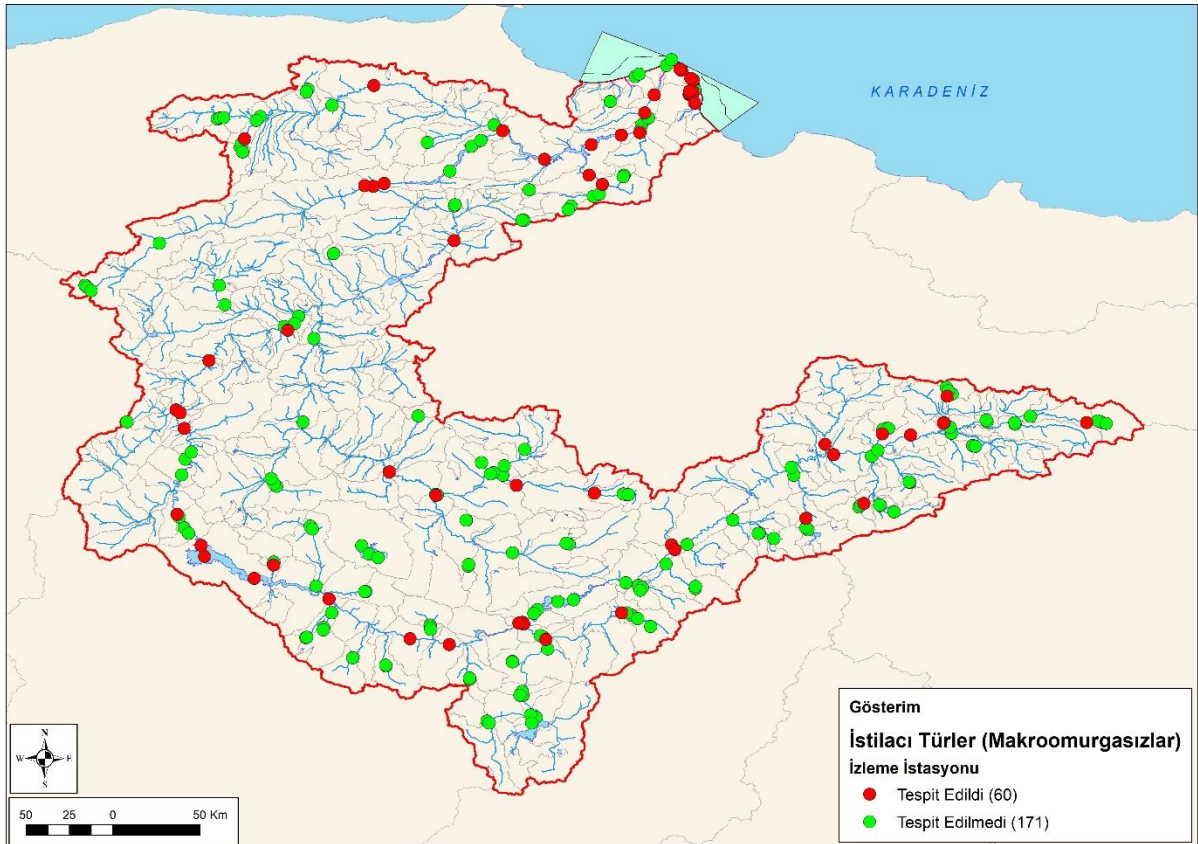 KARADENİZ
Gösterim
İstilacı Türler (Makroomurgasızlar)
İzleme İstasyonu
Tespit Edildi (60)
Tespit Edilmedi (171)
N
W E
S
50 25 0 50 Km